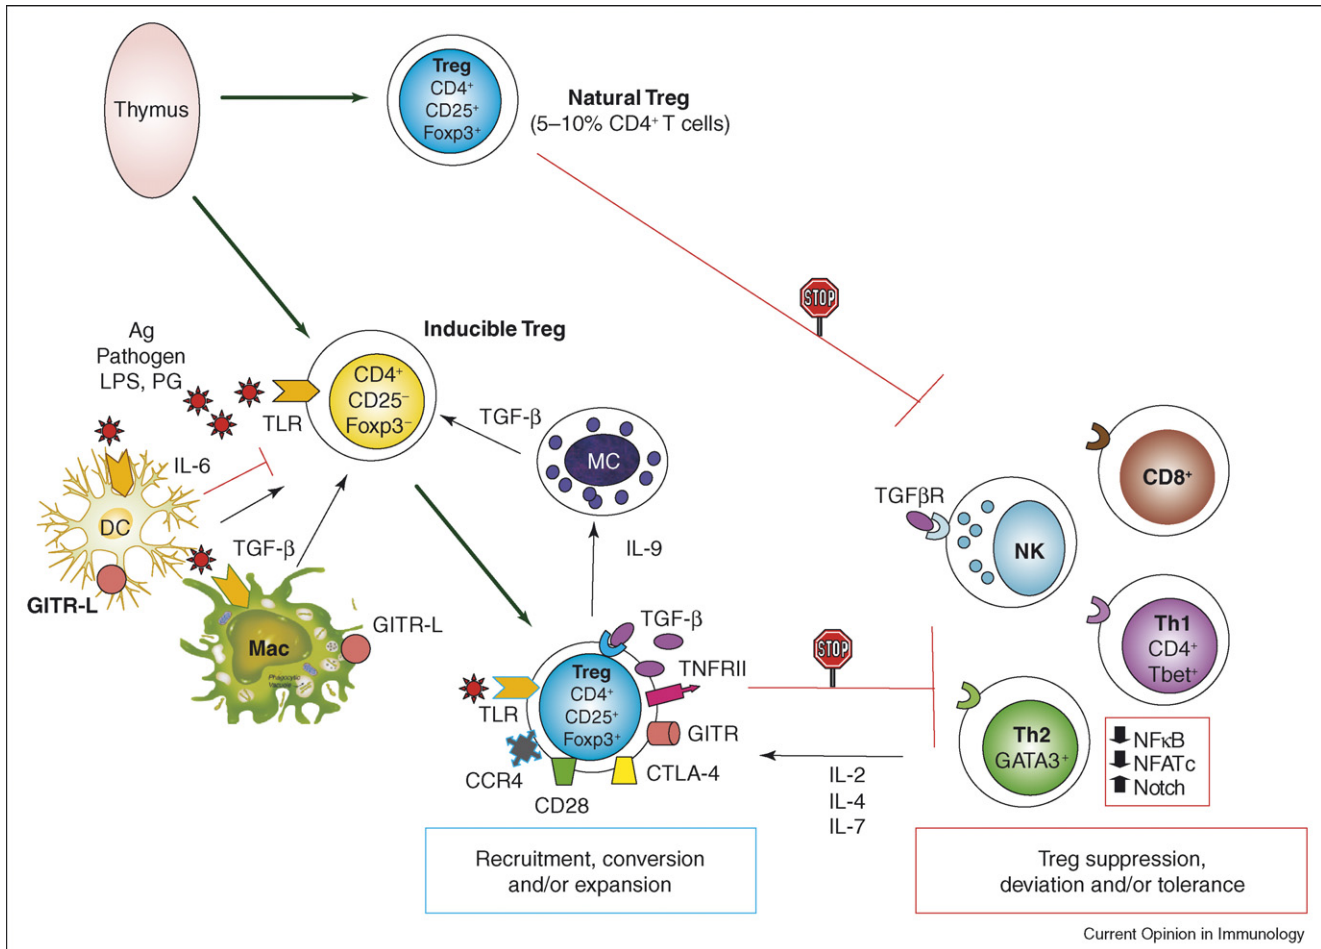 Thymus
Treg
CD4⁺
CD25⁺
Foxp3⁺
Natural Treg
(5–10% CD4⁺ T cells)
STOP
Ag
Pathogen
LPS, PG
TLR
Inducible Treg
CD4⁺
CD25⁻
Foxp3⁻
TGF-β
MC
IL-6
DC
TGF-β
GITR-L
Mac
Phagocytic
Vacuole
GITR-L
IL-9
CD8⁺
TGFβR
NK
Th1
CD4⁺
Tbet⁺
TGF-β
TNFRII
STOP
Treg
CD4⁺
CD25⁺
Foxp3⁺
TLR
GITR
CCR4
CD28
CTLA-4
IL-2
IL-4
IL-7
Th2
GATA3⁺
NFκB
NFATc
Notch
Recruitment, conversion
and/or expansion
Treg suppression,
deviation and/or tolerance
Current Opinion in Immunology